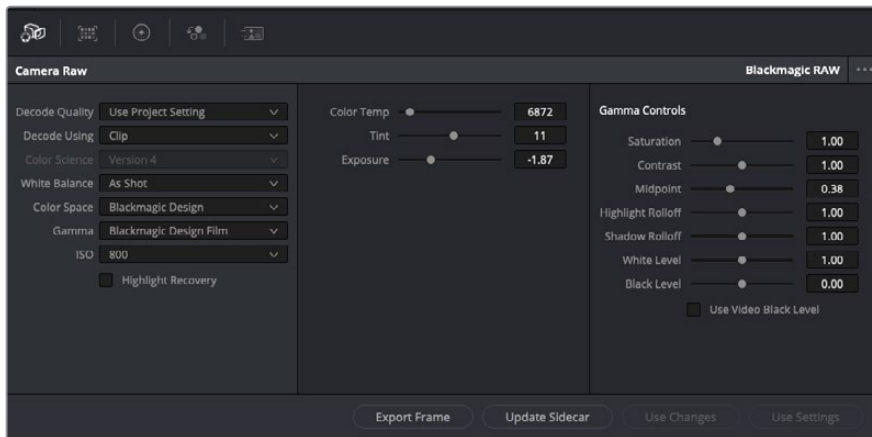 Camera Raw
Blackmagic RAW
Decode Quality Use Project Setting
Decode Using Clip
Color Science Version 4
White Balance As Shot
Color Space Blackmagic Design
Gamma Blackmagic Design Film
ISO 800
Highlight Recovery
Color Temp 6872
Tint 11
Exposure -1.87
Gamma Controls
Saturation 1.00
Contrast 1.00
Midpoint 0.38
Highlight Rolloff 1.00
Shadow Rolloff 1.00
White Level 1.00
Black Level 0.00
Use Video Black Level
Export Frame
Update Sidecar
Use Changes
Use Settings